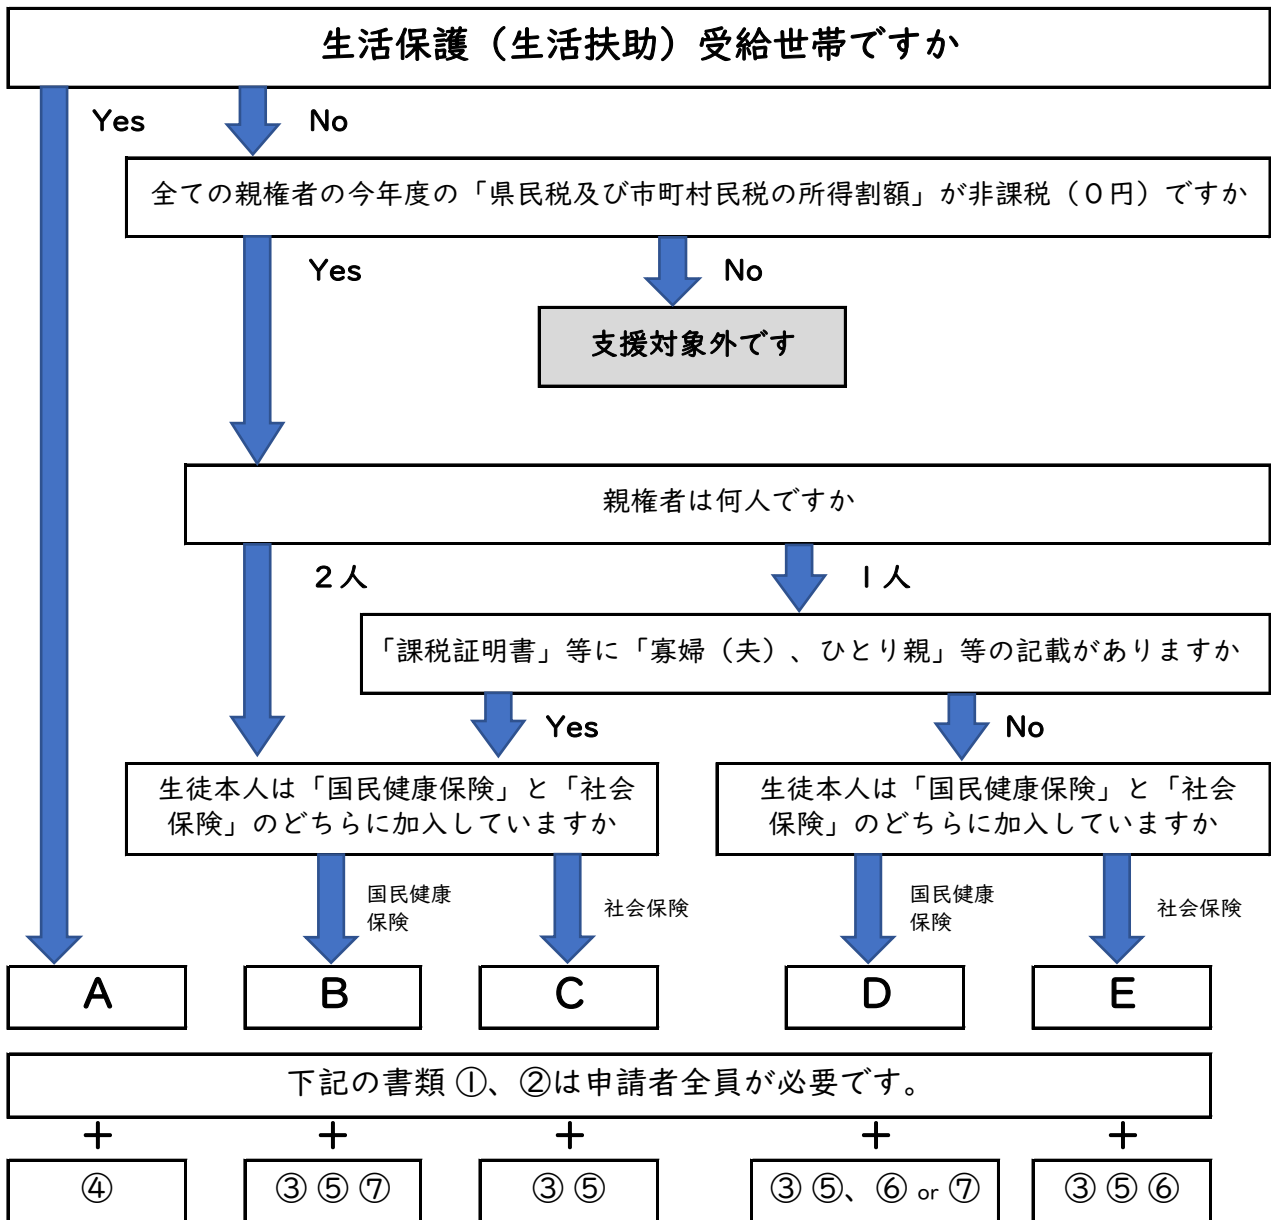 生活保護（生活扶助）受給世帯ですか
Yes
No
全ての親権者の今年度の「県民税及び市町村民税の所得割額」が非課税（０円）ですか
Yes
No
支援対象外です
親権者は何人ですか
２人
１人
「課税証明書」等に「寡婦（夫）、ひとり親」等の記載がありますか
Yes
No
生徒本人は「国民健康保険」と「社会
保険」のどちらに加入していますか
生徒本人は「国民健康保険」と「社会
保険」のどちらに加入していますか
国民健康
保険
社会保険
国民健康
保険
社会保険
A
B
C
D
E
下記の書類 ①、②は申請者全員が必要です。
＋
＋
＋
＋
＋
④
③ ⑤ ⑦
③ ⑤
③ ⑤、⑥ or ⑦
③ ⑤ ⑥